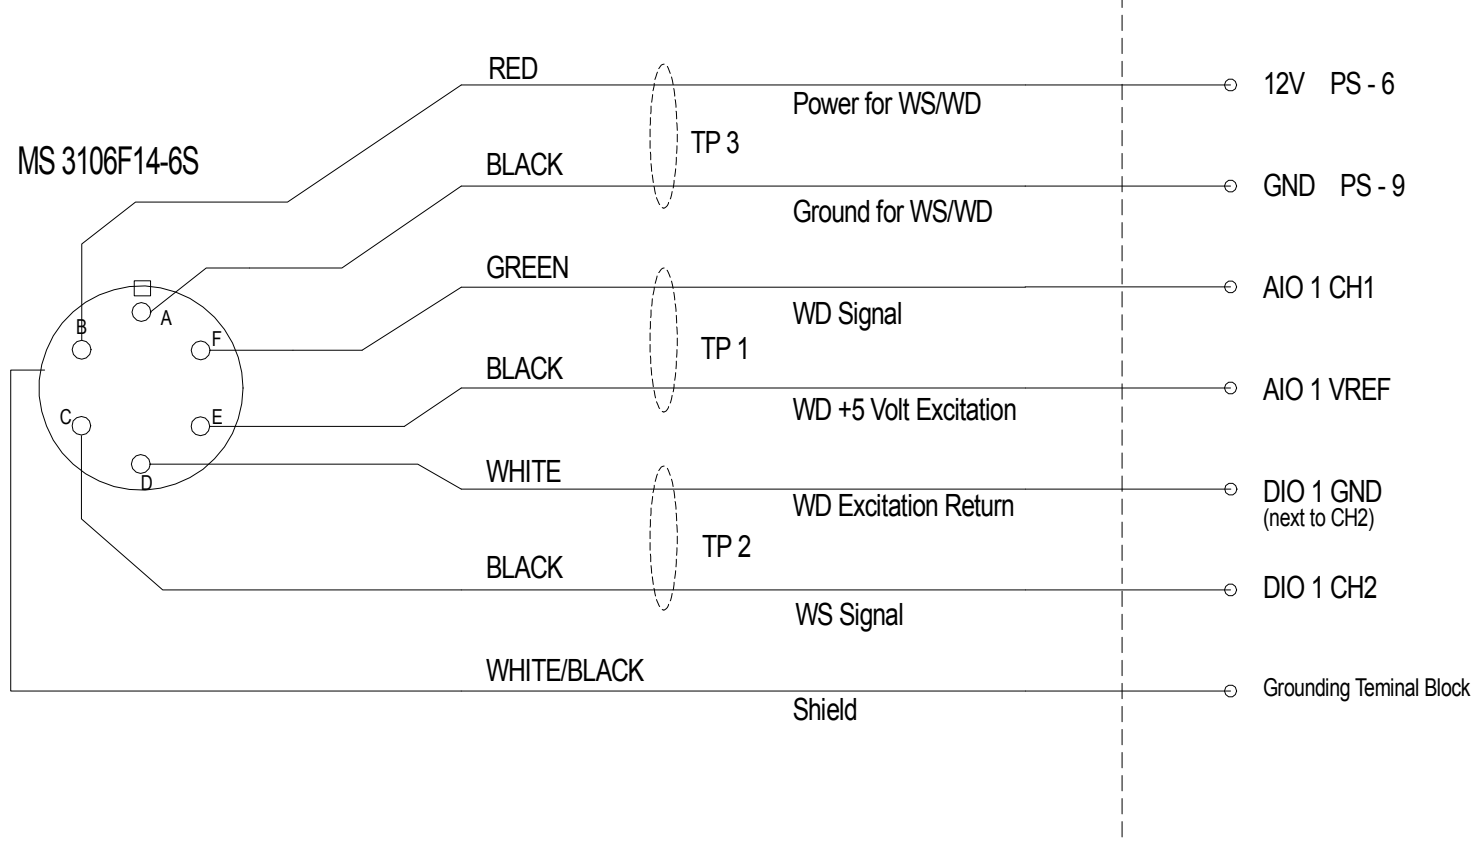 RED
12V PS - 6
Power for WS/WD
TP 3
MS 3106F14-6S
BLACK
GND PS - 9
Ground for WS/WD
GREEN
AIO 1 CH1
WD Signal
A
B
F
TP 1
BLACK
AIO 1 VREF
WD +5 Volt Excitation
C
E
WHITE
D
DIO 1 GND
(next to CH2)
WD Excitation Return
TP 2
BLACK
DIO 1 CH2
WS Signal
WHITE/BLACK
Grounding Teminal Block
Shield